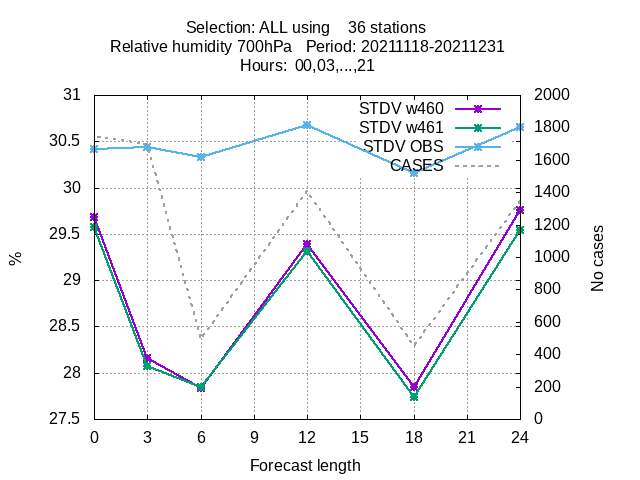 Selection: ALL using    36 stations
Relative humidity 700hPa   Period: 20211118-20211231
Hours: 00,03,...,21
STDV w460
STDV w461
STDV OBS
CASES
31
30.5
30
29.5
29
28.5
28
27.5
%
2000
1800
1600
1400
1200
1000
800
600
400
200
0
No cases
0 3 6 9 12 15 18 21 24
Forecast length